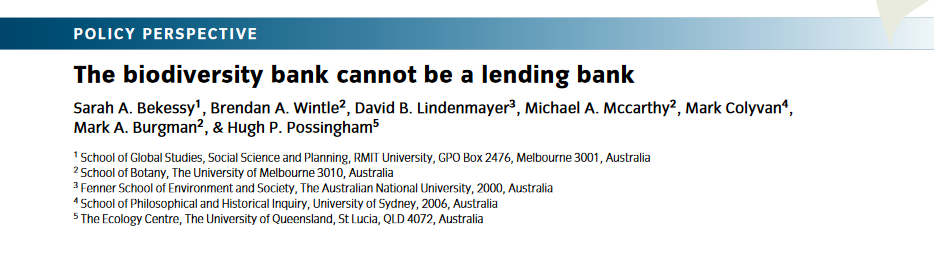 POLICY PERSPECTIVE
The biodiversity bank cannot be a lending bank
Sarah A. Bekessy1, Brendan A. Wintle2, David B. Lindenmayer3, Michael A. Mccarthy2, Mark Colyvan4,
Mark A. Burgman2, & Hugh P. Possingham5
1 School of Global Studies, Social Science and Planning, RMIT University, GPO Box 2476, Melbourne 3001, Australia
2 School of Botany, The University of Melbourne 3010, Australia
3 Fenner School of Environment and Society, The Australian National University, 2000, Australia
4 School of Philosophical and Historical Inquiry, University of Sydney, 2006, Australia
5 The Ecology Centre, The University of Queensland, St Lucia, QLD 4072, Australia